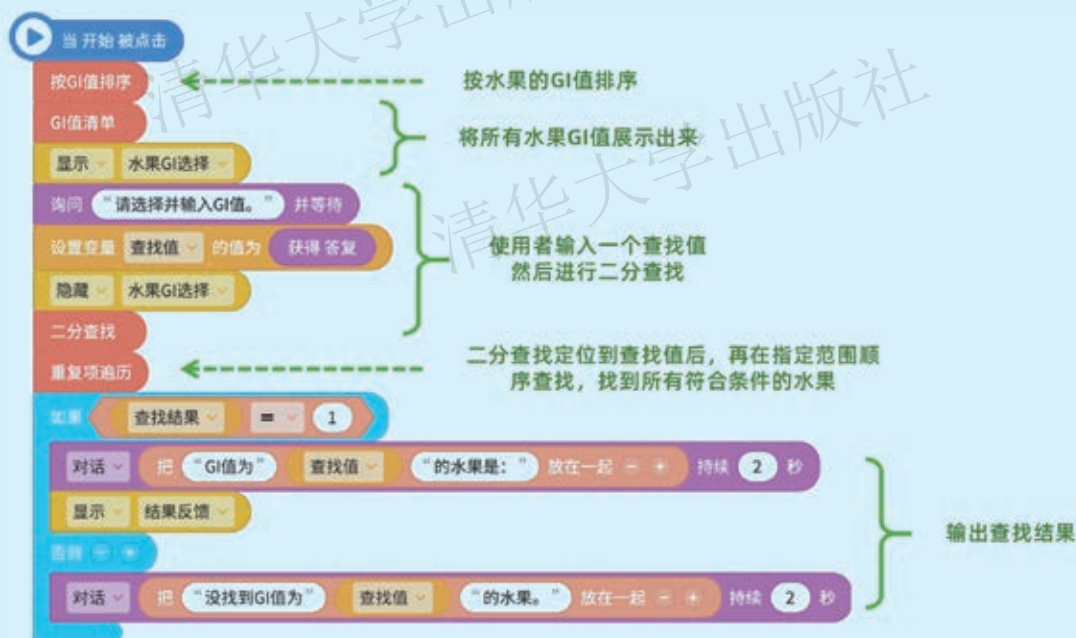 清华大学出版社
当 开始 被点击
按GI值排序
按水果的GI值排序
GI值清单
将所有水果GI值展示出来
显示 水果GI选择
清华大学出版社
询问 “请选择并输入GI值。” 并等待
设置变量 查找值 的值为 获得 答复
使用者输入一个查找值
然后进行二分查找
隐藏 水果GI选择
二分查找
重复项遍历
二分查找定位到查找值后，再在指定范围顺
序查找，找到所有符合条件的水果
如果 查找结果 = 1
对话 把 “GI值为” 查找值 “的水果是：” 放在一起 - + 持续 2 秒
显示 结果反馈
输出查找结果
否则 - +
对话 把 “没找到GI值为” 查找值 “的水果。” 放在一起 - + 持续 2 秒